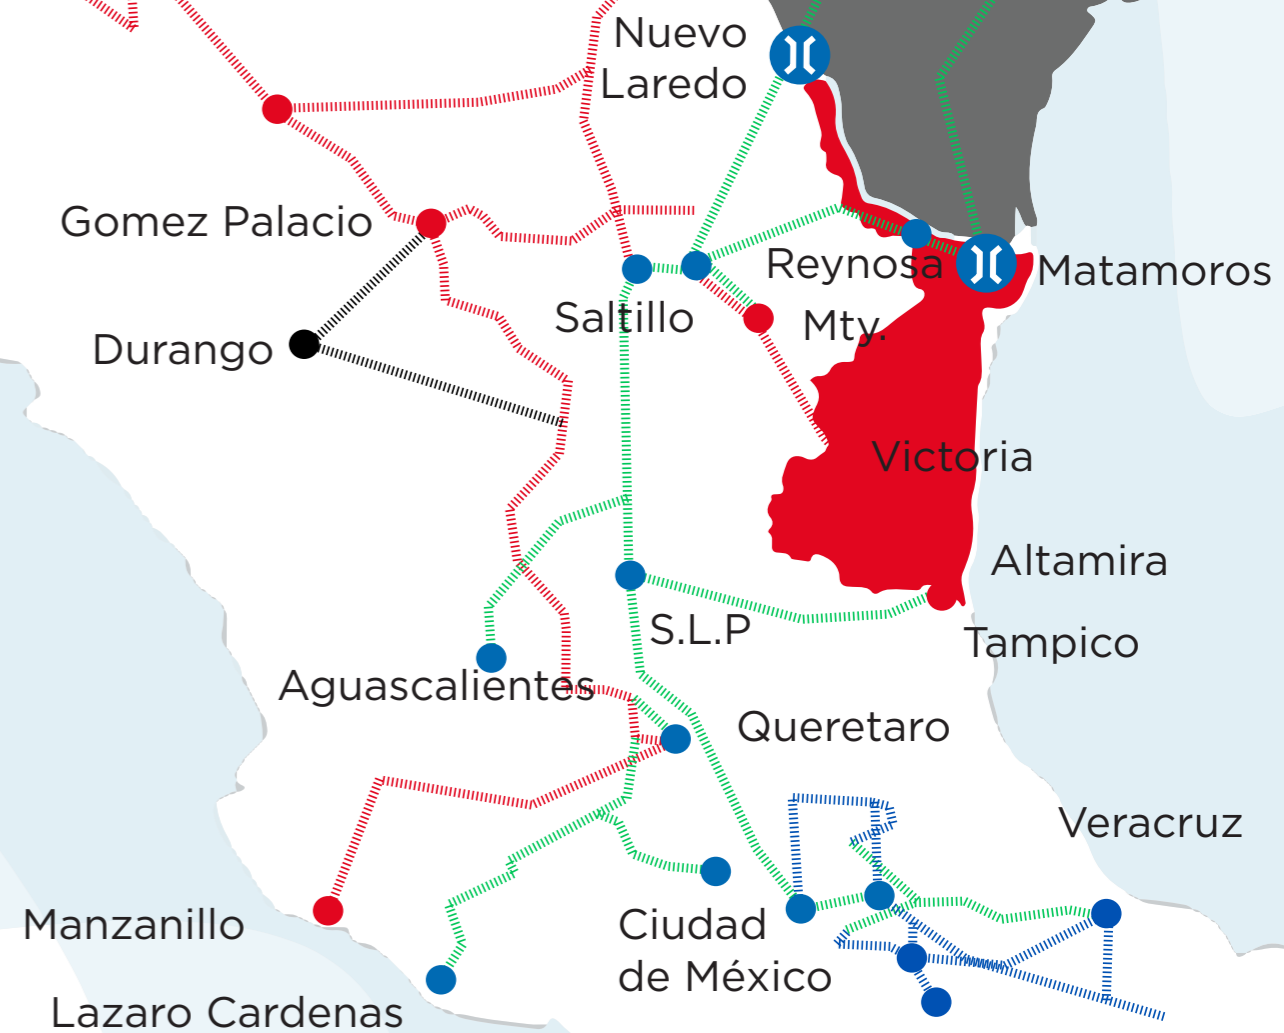 Nuevo
Laredo
Gomez Palacio
Reynosa
Matamoros
Saltillo
Mty.
Durango
Victoria
Altamira
S.L.P
Tampico
Aguascalientes
Queretaro
Veracruz
Manzanillo
Ciudad
de México
Lazaro Cardenas